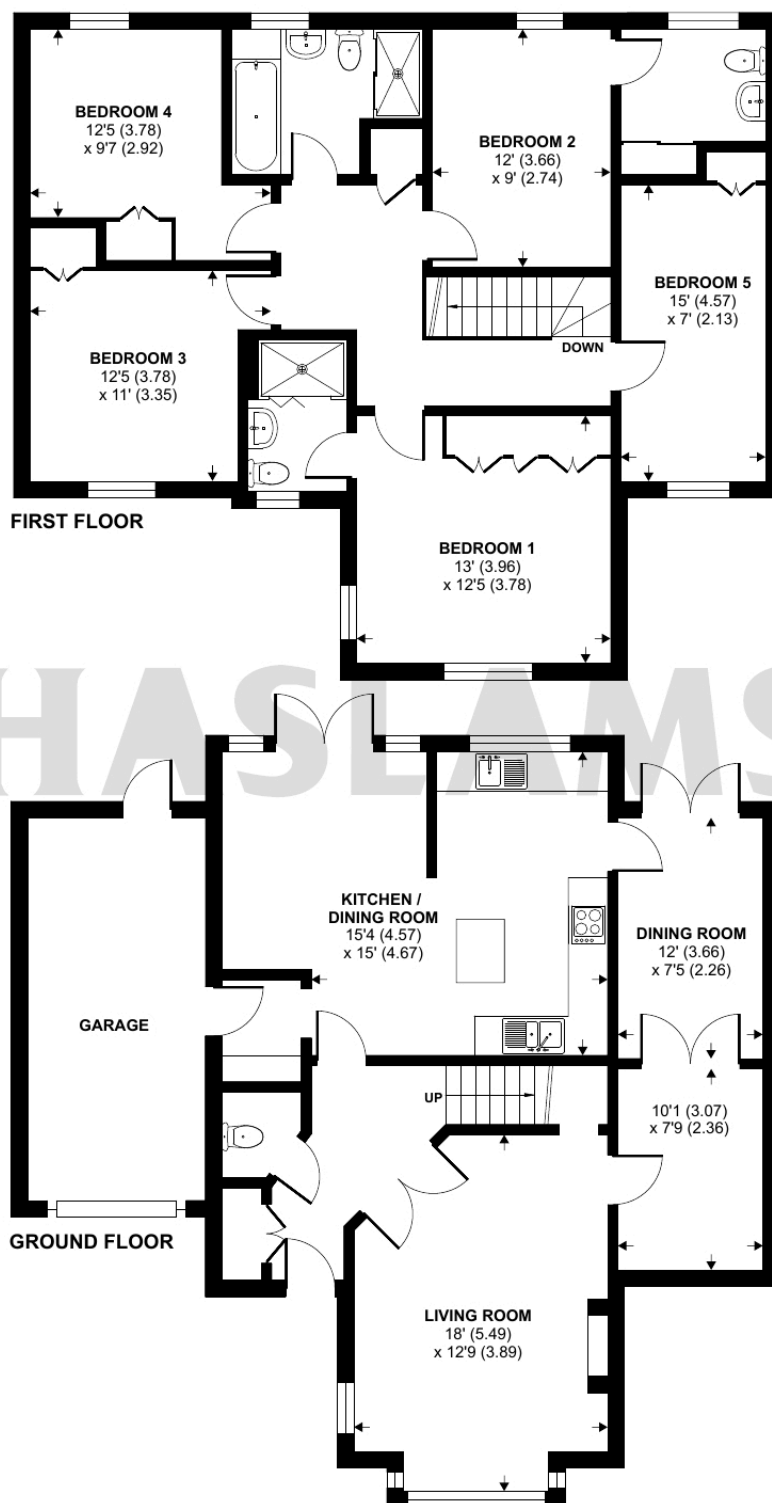 BEDROOM 4
12'5 (3.78)
x 9'7 (2.92)
BEDROOM 2
12' (3.66)
x 9' (2.74)
BEDROOM 5
15' (4.57)
x 7' (2.13)
DOWN
BEDROOM 3
12'5 (3.78)
x 11' (3.35)
FIRST FLOOR
BEDROOM 1
13' (3.96)
x 12'5 (3.78)
HASLAMS
KITCHEN /
DINING ROOM
15'4 (4.57)
x 15' (4.67)
DINING ROOM
12' (3.66)
x 7'5 (2.26)
GARAGE
UP
10'1 (3.07)
x 7'9 (2.36)
GROUND FLOOR
LIVING ROOM
18' (5.49)
x 12'9 (3.89)